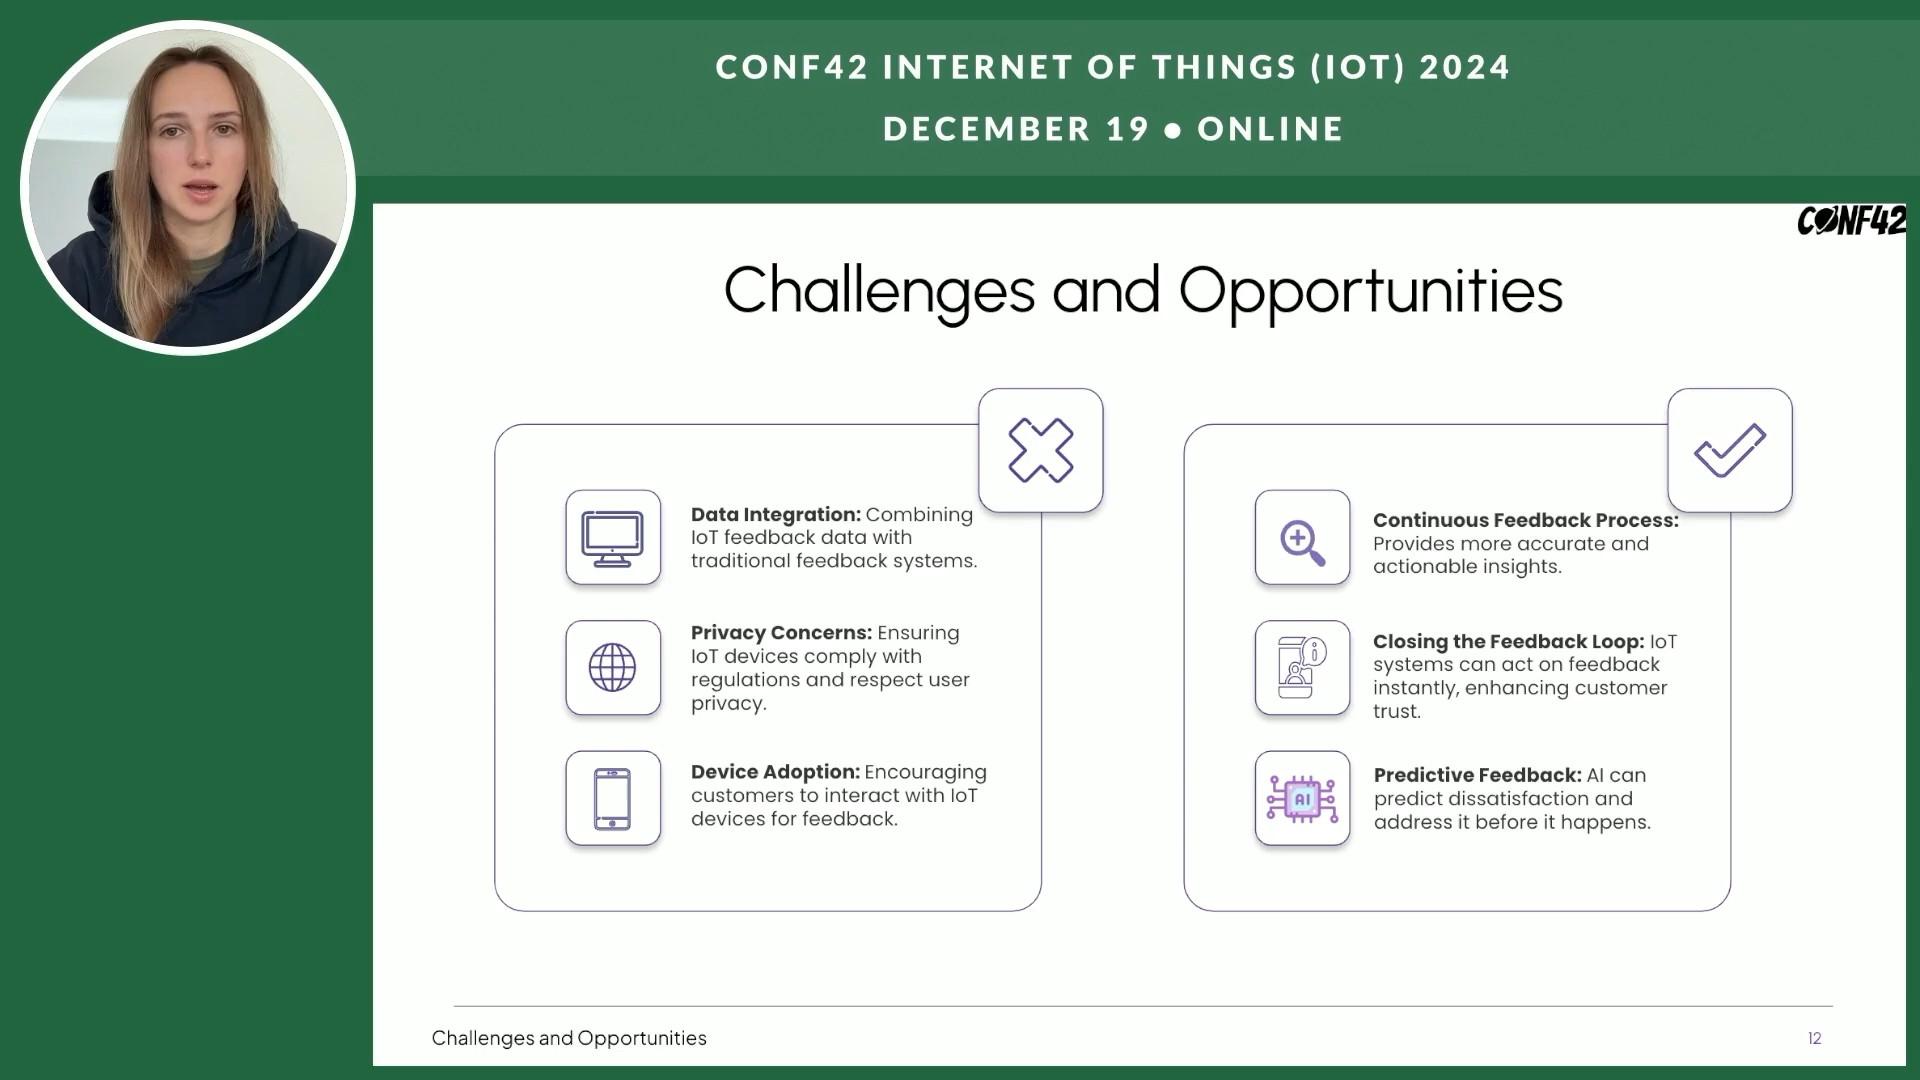 CONF42 INTERNET OF THINGS (IOT) 2024
DECEMBER 19 ● ONLINE
CONF42
Challenges and Opportunities
Data Integration: Combining
IoT feedback data with
traditional feedback systems.
Privacy Concerns: Ensuring
IoT devices comply with
regulations and respect user
privacy.
Device Adoption: Encouraging
customers to interact with IoT
devices for feedback.
Continuous Feedback Process:
Provides more accurate and
actionable insights.
Closing the Feedback Loop: IoT
systems can act on feedback
instantly, enhancing customer
trust.
AI
Predictive Feedback: AI can
predict dissatisfaction and
address it before it happens.
Challenges and Opportunities
12